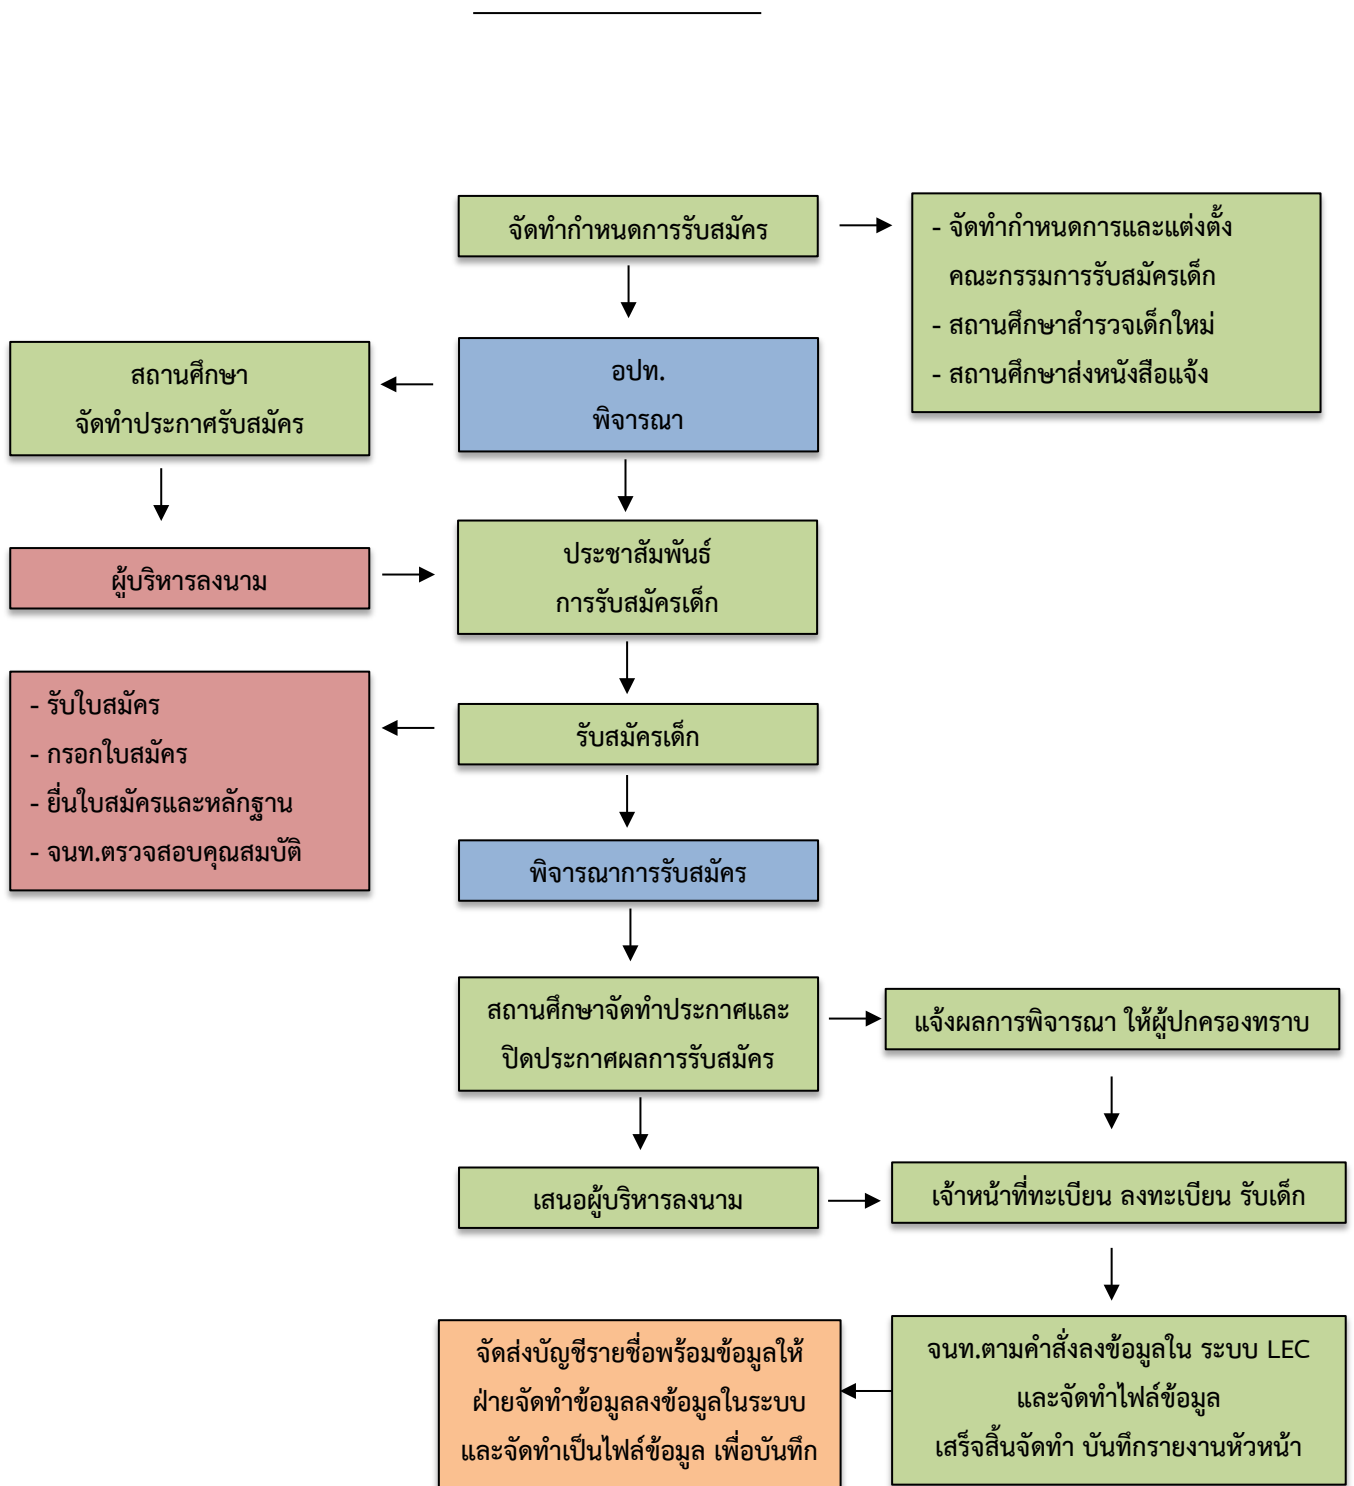 จัดทำกำหนดการรับสมัคร
- จัดทำกำหนดการและแต่งตั้ง
คณะกรรมการรับสมัครเด็ก
- สถานศึกษาสำรวจเด็กใหม่
- สถานศึกษาส่งหนังสือแจ้ง
สถานศึกษา
จัดทำประกาศรับสมัคร
อปท.
พิจารณา
ผู้บริหารลงนาม
ประชาสัมพันธ์
การรับสมัครเด็ก
- รับใบสมัคร
- กรอกใบสมัคร
- ยื่นใบสมัครและหลักฐาน
- จนท.ตรวจสอบคุณสมบัติ
รับสมัครเด็ก
พิจารณาการรับสมัคร
สถานศึกษาจัดทำประกาศและ
ปิดประกาศผลการรับสมัคร
แจ้งผลการพิจารณา ให้ผู้ปกครองทราบ
เสนอผู้บริหารลงนาม
เจ้าหน้าที่ทะเบียน ลงทะเบียน รับเด็ก
จัดส่งบัญชีรายชื่อพร้อมข้อมูลให้
ฝ่ายจัดทำข้อมูลลงข้อมูลในระบบ
และจัดทำเป็นไฟล์ข้อมูล เพื่อบันทึก
จนท.ตามคำสั่งลงข้อมูลใน ระบบ LEC
และจัดทำไฟล์ข้อมูล
เสร็จสิ้นจัดทำ บันทึกรายงานหัวหน้า